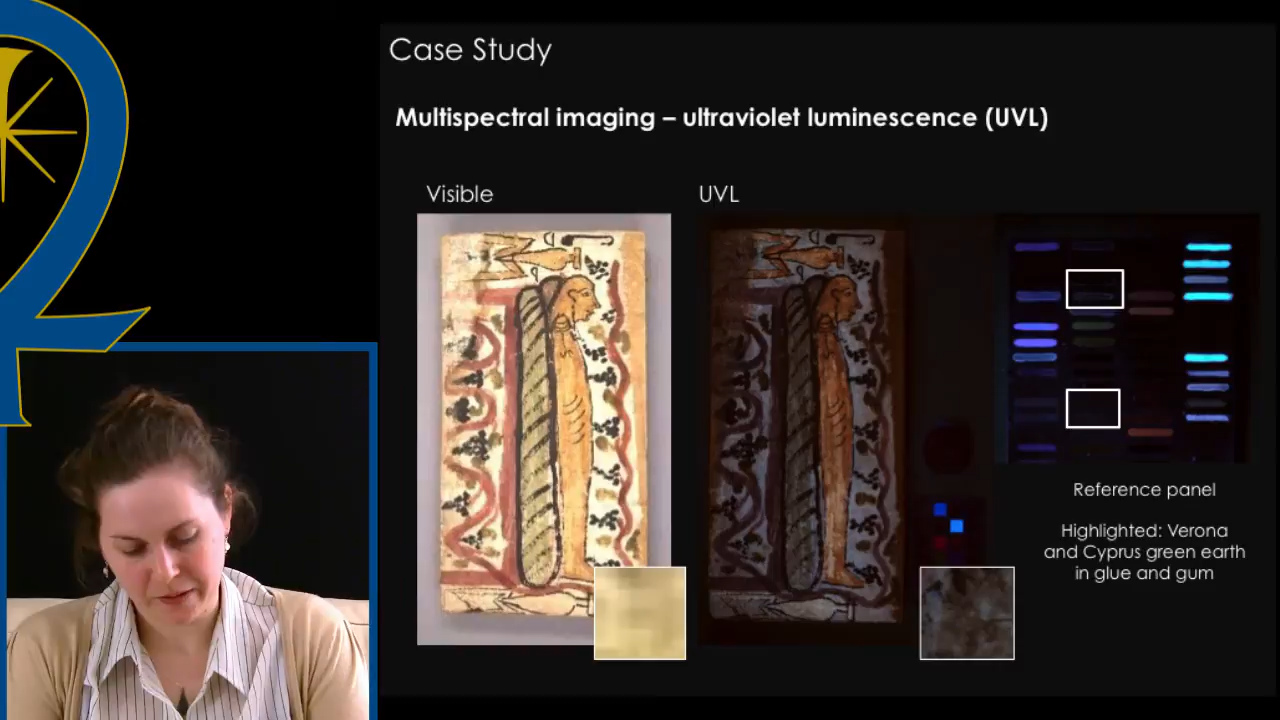 Case Study
Multispectral imaging – ultraviolet luminescence (UVL)
Visible
UVL
Reference panel
Highlighted: Verona
and Cyprus green earth
in glue and gum